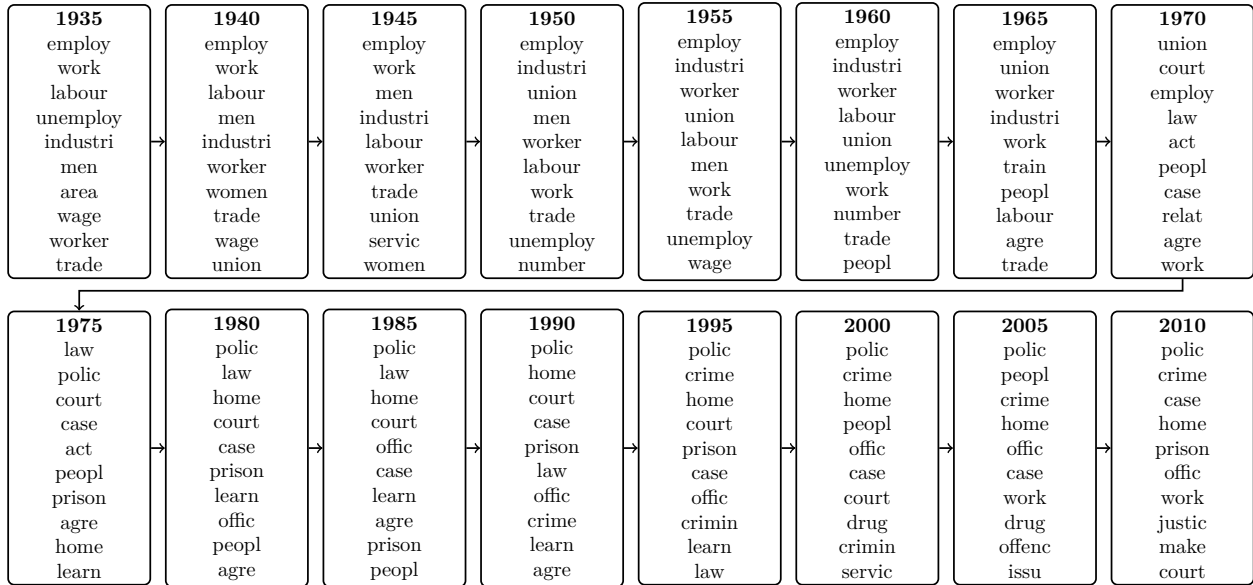 1935
employ
work
labour
unemploy
industri
men
area
wage
worker
trade
1940
employ
work
labour
men
industri
worker
women
trade
wage
union
1945
employ
work
men
industri
labour
worker
trade
union
servic
women
1950
employ
industri
union
men
worker
labour
work
trade
unemploy
number
1955
employ
industri
worker
union
labour
men
work
trade
unemploy
wage
1960
employ
industri
worker
labour
union
unemploy
work
number
trade
peopl
1965
employ
union
worker
industri
work
train
peopl
labour
agre
trade
1970
union
court
employ
law
act
peopl
case
relat
agre
work
1975
law
polic
court
case
act
peopl
prison
agre
home
learn
1980
polic
law
home
court
case
prison
learn
offic
peopl
agre
1985
polic
law
home
court
offic
case
learn
agre
prison
peopl
1990
polic
home
court
case
prison
law
offic
crime
learn
agre
1995
polic
crime
home
court
prison
case
offic
crimin
learn
law
2000
polic
crime
home
peopl
offic
case
court
drug
crimin
servic
2005
polic
peopl
crime
home
offic
case
work
drug
offenc
issu
2010
polic
crime
case
home
prison
offic
work
justic
make
court